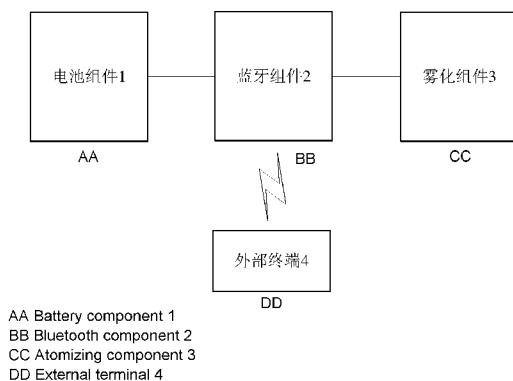 电池组件1
蓝牙组件2
雾化组件3
AA
BB
CC
外部终端4
DD
AA Battery component 1
BB Bluetooth component 2
CC Atomizing component 3
DD External terminal 4